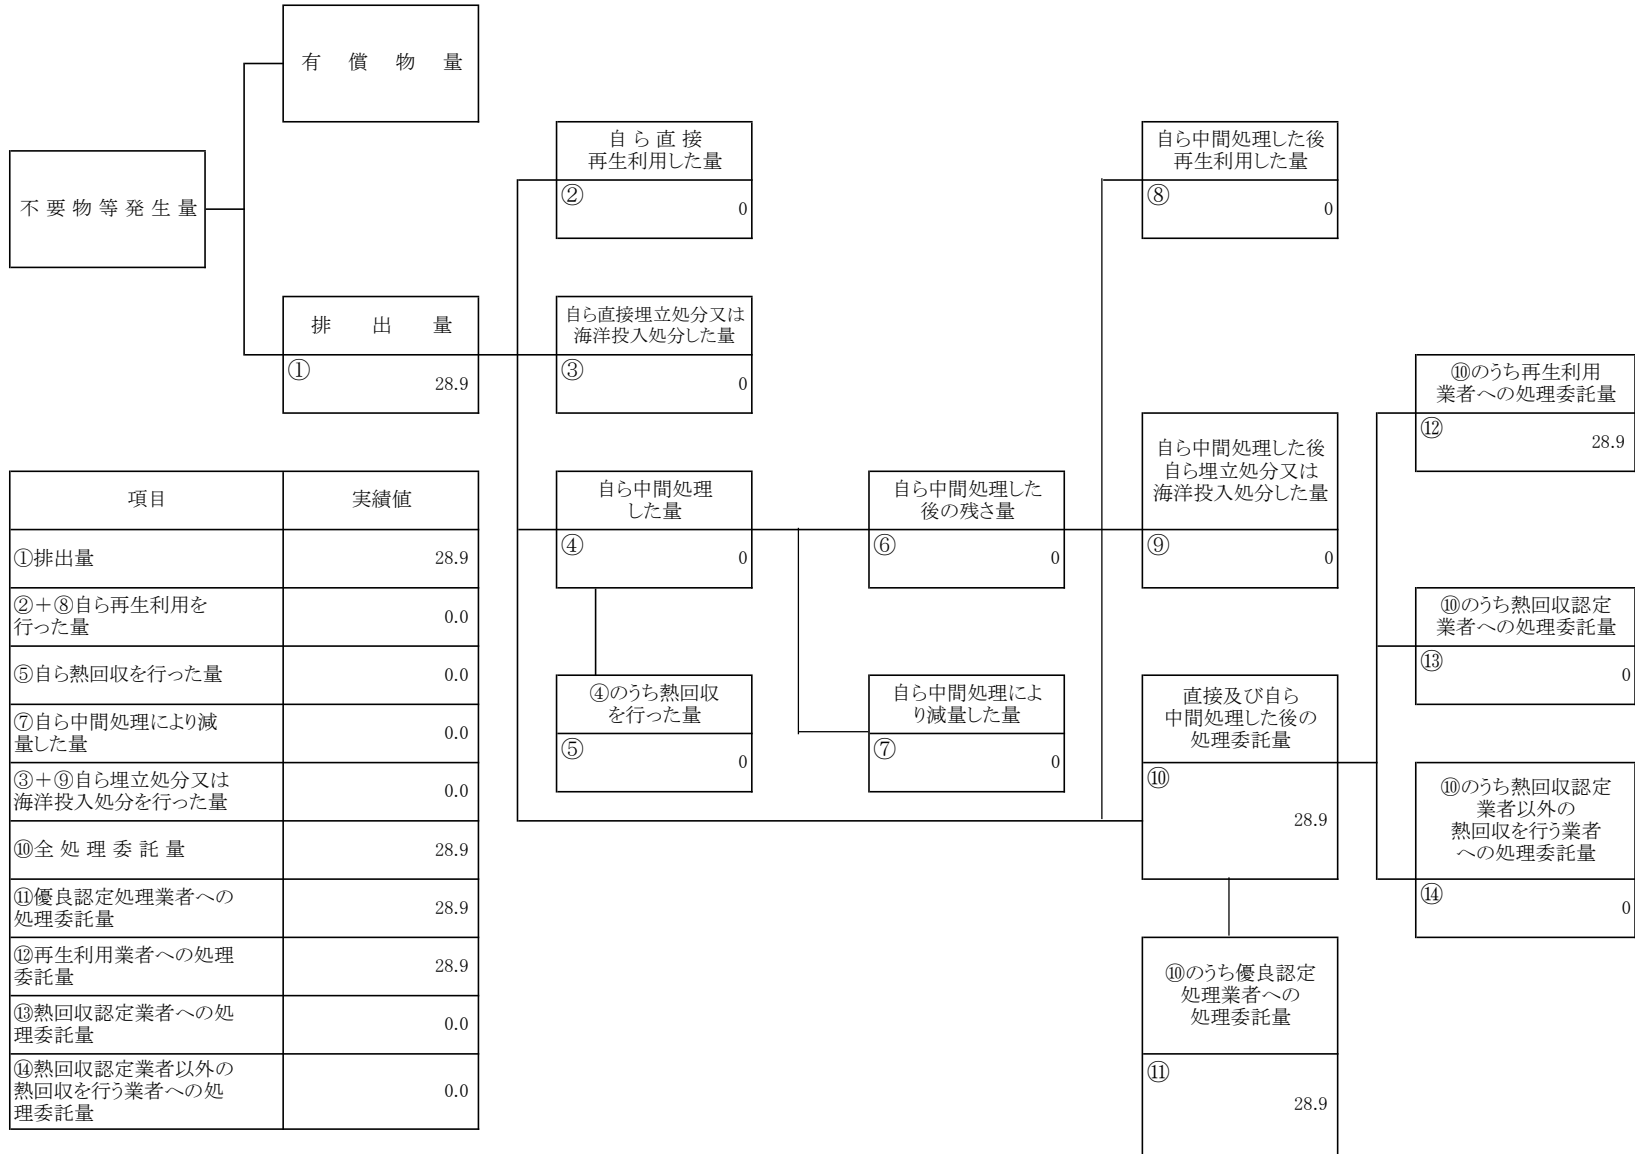 有償物量
不要物等発生量
排出量
①
28.9
自ら直接
再生利用した量
②
0
自ら直接埋立処分又は
海洋投入処分した量
③
0
自ら中間処理
した量
④
0
④のうち熱回収
を行った量
⑤
0
自ら中間処理した
後の残さ量
⑥
0
自ら中間処理によ
り減量した量
⑦
0
自ら中間処理した後
再生利用した量
⑧
0
自ら中間処理した後
自ら埋立処分又は
海洋投入処分した量
⑨
0
直接及び自ら
中間処理した後の
処理委託量
⑩
28.9
⑩のうち優良認定
処理業者への
処理委託量
⑪
28.9
⑩のうち再生利用
業者への処理委託量
⑫
28.9
⑩のうち熱回収認定
業者への処理委託量
⑬
0
⑩のうち熱回収認定
業者以外の
熱回収を行う業者
への処理委託量
⑭
0
項目 実績値
①排出量 28.9
②+⑧自ら再生利用を
行った量 0.0
⑤自ら熱回収を行った量 0.0
⑦自ら中間処理により減
量した量 0.0
③+⑨自ら埋立処分又は
海洋投入処分を行った量 0.0
⑩全処理委託量 28.9
⑪優良認定処理業者への
処理委託量 28.9
⑫再生利用業者への処理
委託量 28.9
⑬熱回収認定業者への処
理委託量 0.0
⑭熱回収認定業者以外の
熱回収を行う業者への処
理委託量 0.0